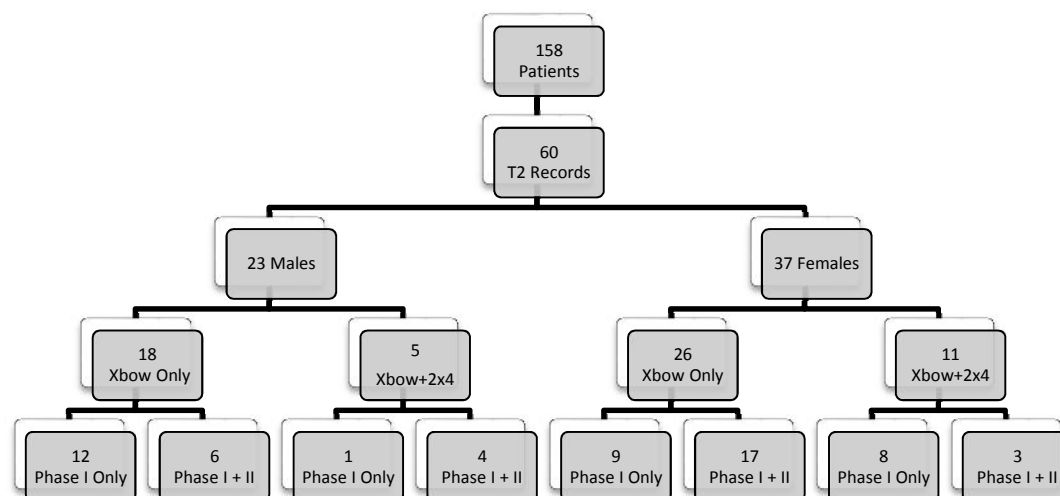 158
Patients
60
T2 Records
23 Males
37 Females
18
Xbow Only
5
Xbow+2x4
26
Xbow Only
11
Xbow+2x4
12
Phase I Only
6
Phase I + II
1
Phase I Only
4
Phase I + II
9
Phase I Only
17
Phase I + II
8
Phase I Only
3
Phase I + II